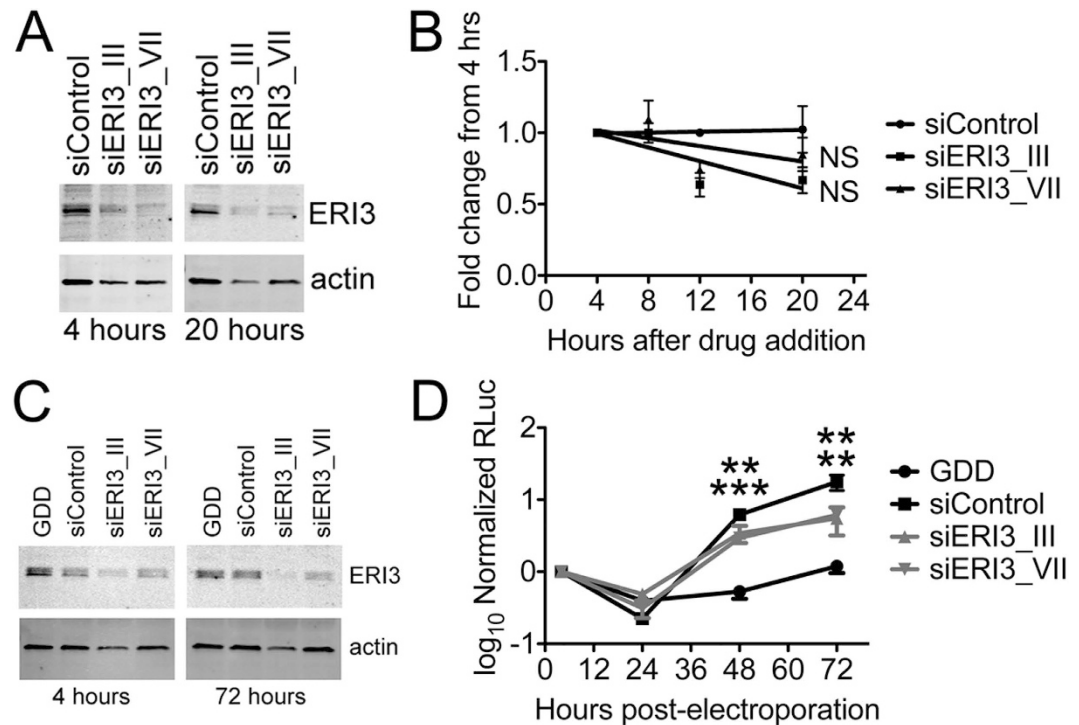 A
siControl
siERI3_III
siERI3_VII
siControl
siERI3_III
siERI3_VII
ERI3
actin
4 hours
20 hours
B
Fold change from 4 hrs
1.5
1.0
0.5
0.0
0 4 8 12 16 20 24
Hours after drug addition
NS
NS
siControl
siERI3_III
siERI3_VII
C
GDD
siControl
siERI3_III
siERI3_VII
GDD
siControl
siERI3_III
siERI3_VII
ERI3
actin
4 hours
72 hours
D
log10 Normalized RLuc
2
1
0
-1
0 12 24 36 48 60 72
Hours post-electroporation
**
***
**
**
GDD
siControl
siERI3_III
siERI3_VII